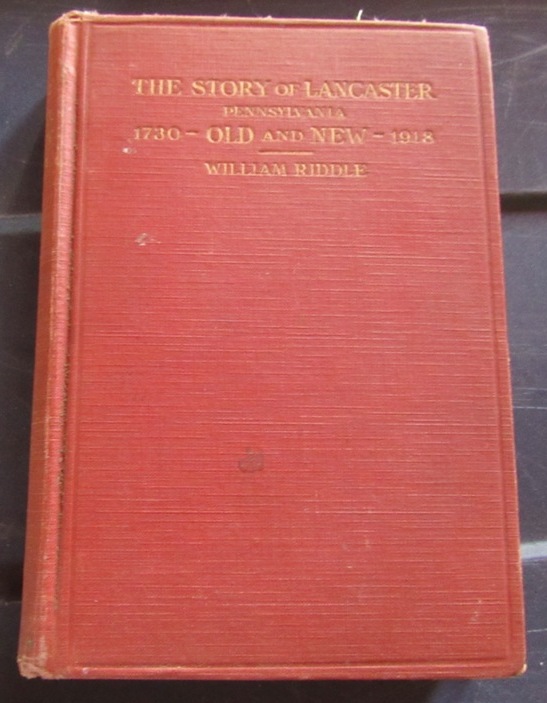 THE STORY OF LANCASTER
PENNSYLVANIA
1730 - OLD AND NEW - 1918
WILLIAM RIDDLE